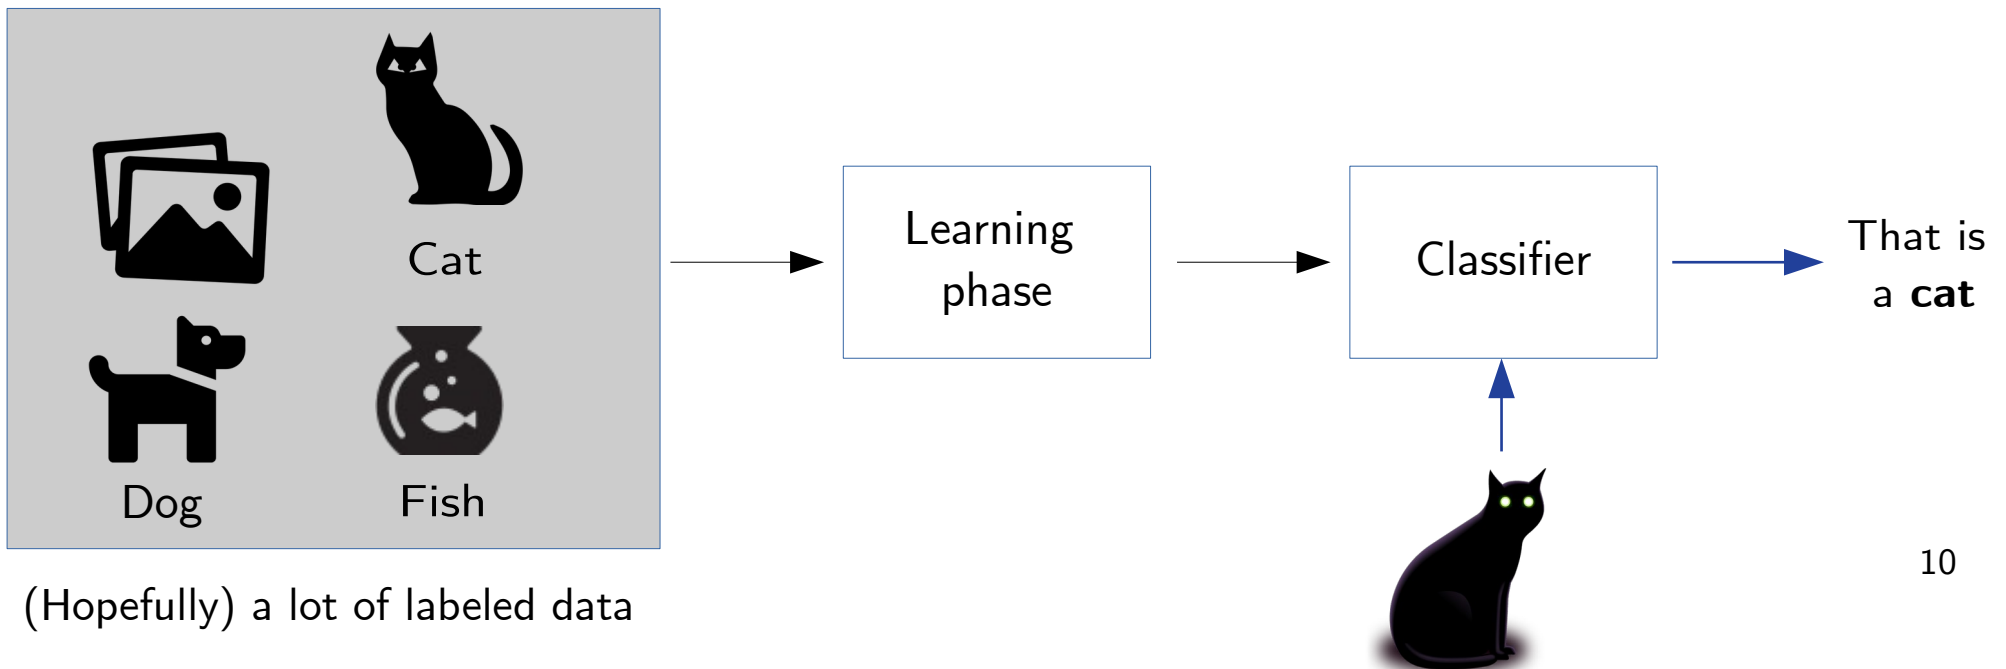 Cat
Dog
Fish
(Hopefully) a lot of labeled data
Learning
phase
Classifier
That is
a cat
10